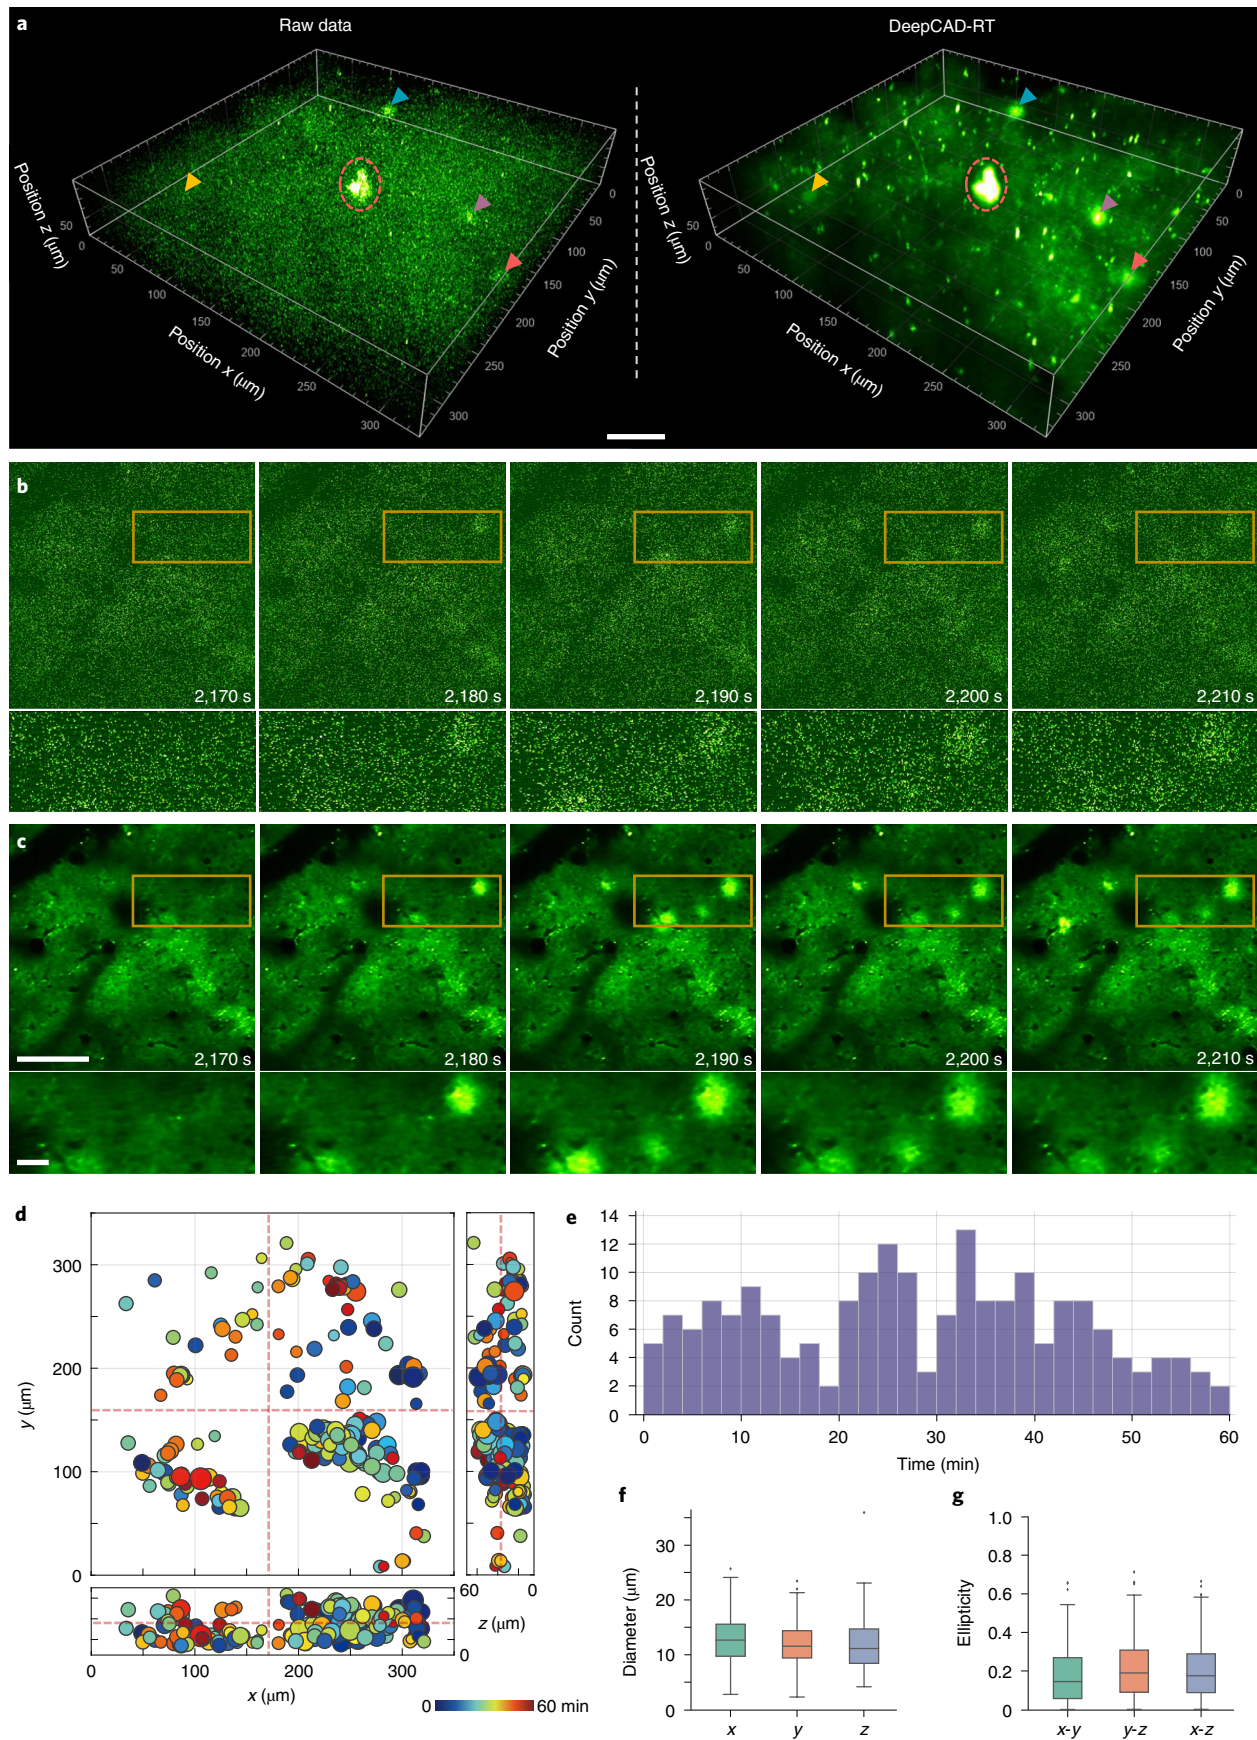 a
Raw data
DeepCAD-RT
Position z (μm)
50
0
50
100
150
200
250
300
Position x (μm)
0
50
100
150
200
250
300
Position y (μm)
Position z (μm)
50
0
50
100
150
200
250
300
Position x (μm)
0
50
100
150
200
250
300
Position y (μm)
b
2,170 s
2,180 s
2,190 s
2,200 s
2,210 s
c
2,170 s
2,180 s
2,190 s
2,200 s
2,210 s
d
300
200
100
0
y (μm)
60
0
z (μm)
0
0
100
200
300
x (μm)
0
60 min
e
14
12
10
8
6
4
2
0
Count
0
10
20
30
40
50
60
Time (min)
f
30
20
10
0
Diameter (μm)
x
y
z
g
1.0
0.8
0.6
0.4
0.2
0
Ellipticity
x-y
y-z
x-z